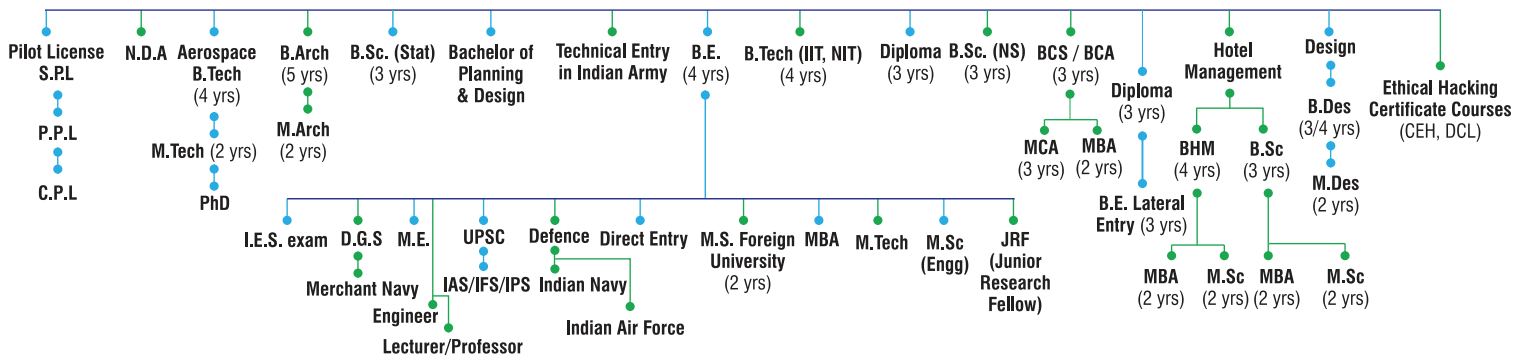 Pilot License
S.P.L
P.P.L
C.P.L
N.D.A
Aerospace
B.Tech
(4 yrs)
M.Tech (2 yrs)
PhD
B.Arch
(5 yrs)
M.Arch
(2 yrs)
B.Sc. (Stat)
(3 yrs)
Bachelor of
Planning
& Design
Technical Entry
in Indian Army
B.E.
(4 yrs)
B.Tech (IIT, NIT)
(4 yrs)
Diploma
(3 yrs)
B.Sc. (NS)
(3 yrs)
BCS / BCA
(3 yrs)
MCA
(3 yrs)
MBA
(2 yrs)
Diploma
(3 yrs)
B.E. Lateral
Entry (3 yrs)
Hotel
Management
BHM
(4 yrs)
B.Sc
(3 yrs)
MBA
(2 yrs)
M.Sc
(2 yrs)
MBA
(2 yrs)
M.Sc
(2 yrs)
Design
B.Des
(3/4 yrs)
M.Des
(2 yrs)
Ethical Hacking
Certificate Courses
(CEH, DCL)
I.E.S. exam
D.G.S
Merchant Navy
M.E.
Engineer
Lecturer/Professor
UPSC
IAS/IFS/IPS
Defence
Indian Navy
Indian Air Force
Direct Entry
M.S. Foreign
University
(2 yrs)
MBA
M.Tech
M.Sc
(Engg)
JRF
(Junior
Research
Fellow)